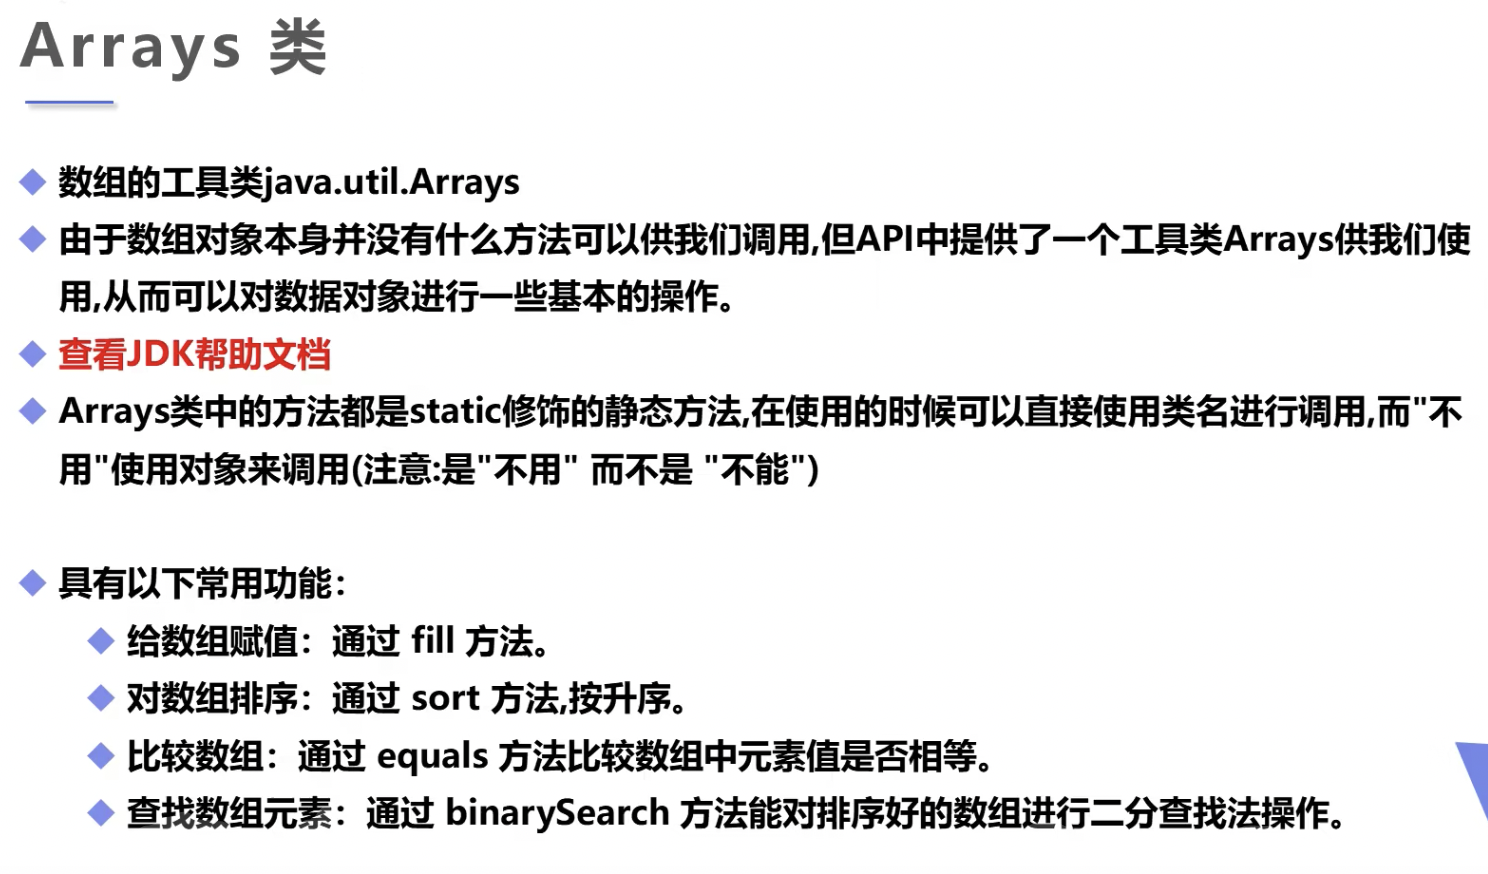 Arrays 类
数组的工具类java.util.Arrays
由于数组对象本身并没有什么方法可以供我们调用,但API中提供了一个工具类Arrays供我们使
用,从而可以对数据对象进行一些基本的操作。
查看JDK帮助文档
Arrays类中的方法都是static修饰的静态方法,在使用的时候可以直接使用类名进行调用,而"不
用"使用对象来调用(注意:是"不用" 而不是 "不能")
具有以下常用功能：
给数组赋值：通过 fill 方法。
对数组排序：通过 sort 方法,按升序。
比较数组：通过 equals 方法比较数组中元素值是否相等。
查找数组元素：通过 binarySearch 方法能对排序好的数组进行二分查找法操作。